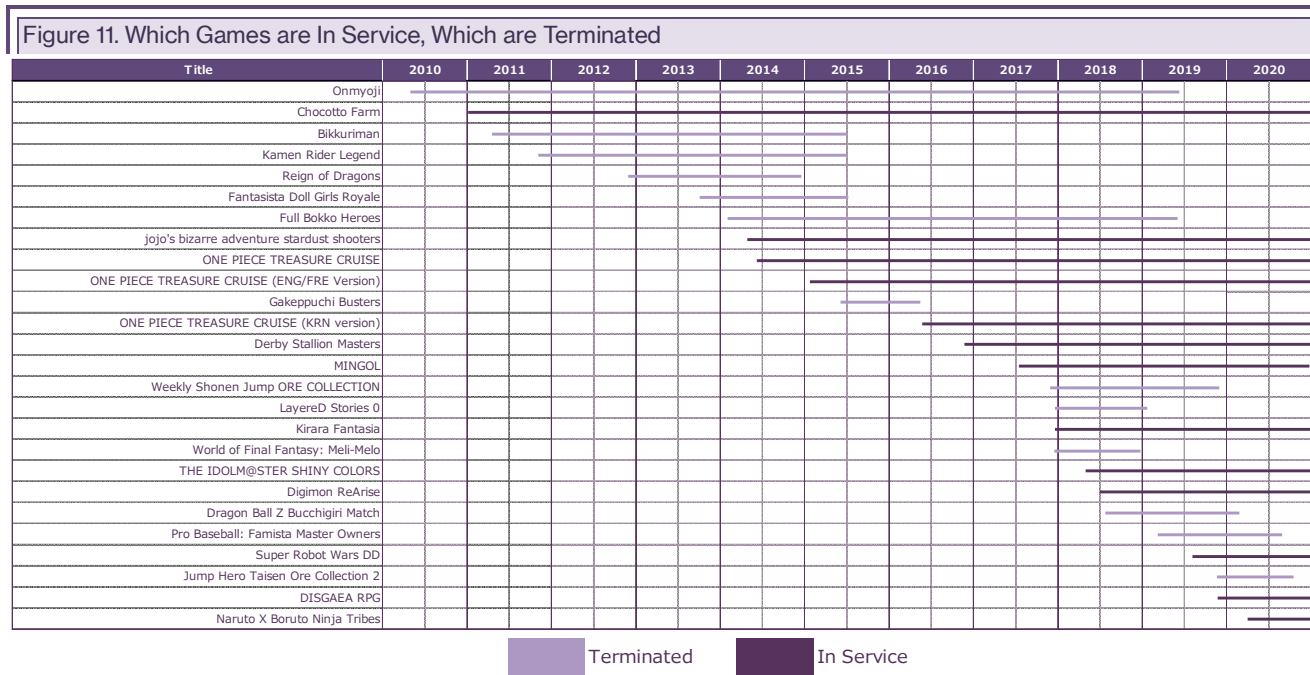 Figure 11. Which Games are In Service, Which are Terminated
Title 2010 2011 2012 2013 2014 2015 2016 2017 2018 2019 2020
Onmyoji
Chocotto Farm
Bikkuriman
Kamen Rider Legend
Reign of Dragons
Fantasista Doll Girls Royale
Full Bokko Heroes
jojo's bizarre adventure stardust shooters
ONE PIECE TREASURE CRUISE
ONE PIECE TREASURE CRUISE (ENG/FRE Version)
Gakeppuchi Busters
ONE PIECE TREASURE CRUISE (KRN version)
Derby Stallion Masters
MINGOL
Weekly Shonen Jump ORE COLLECTION
LayereD Stories 0
Kirara Fantasia
World of Final Fantasy: Meli-Melo
THE IDOLM@STER SHINY COLORS
Digimon ReArise
Dragon Ball Z Bucchigiri Match
Pro Baseball: Famista Master Owners
Super Robot Wars DD
Jump Hero Taisen Ore Collection 2
DISGAEA RPG
Naruto X Boruto Ninja Tribes
Terminated In Service